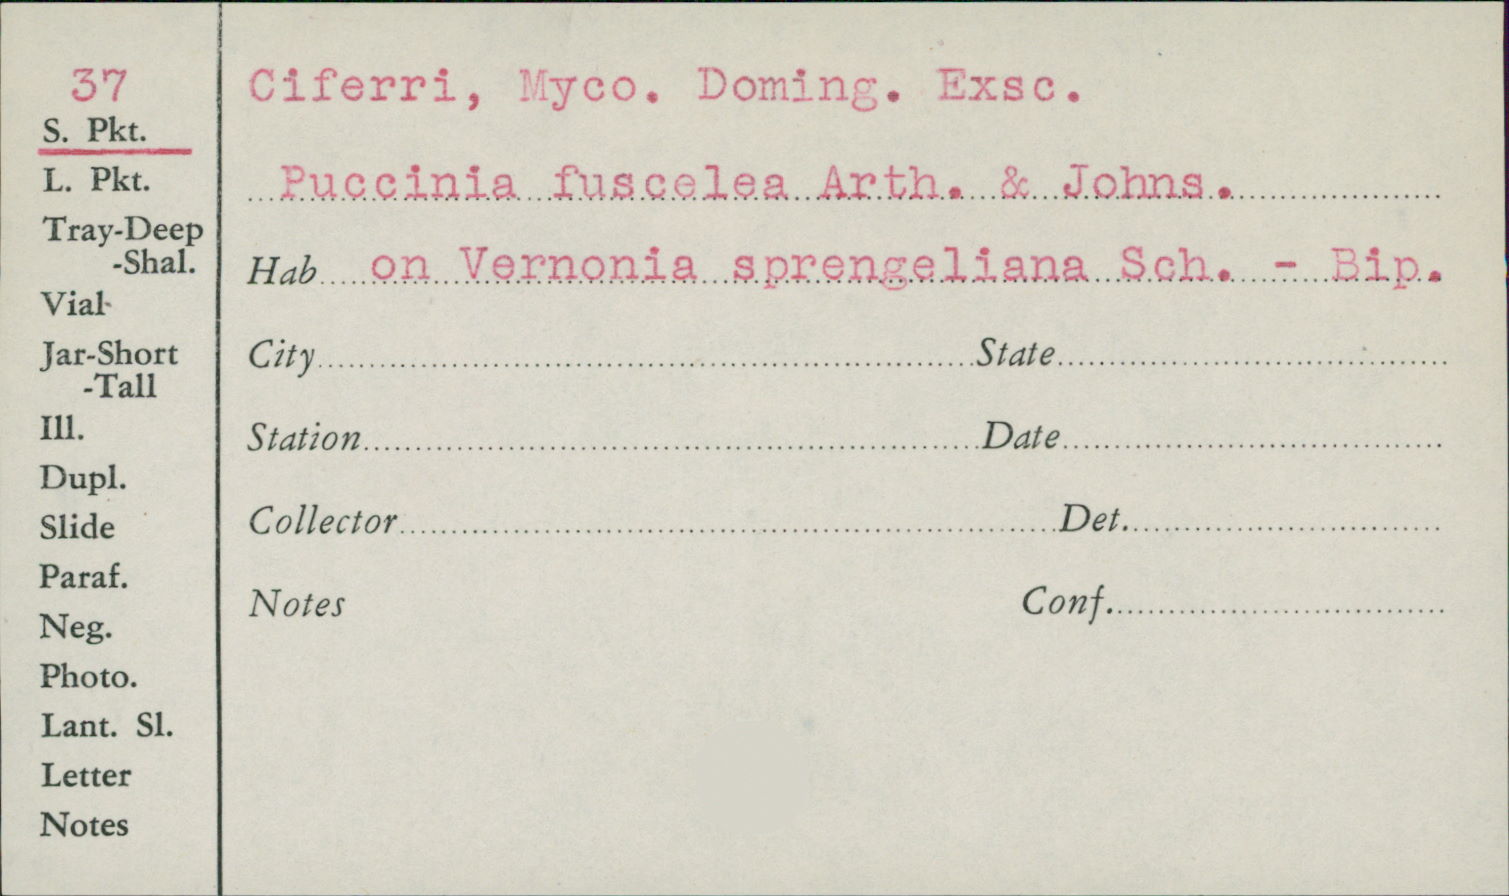 37
S. Pkt.
L. Pkt.
Tray-Deep
-Shal.
Vial
Jar-Short
-Tall
Ill.
Dupl.
Slide
Paraf.
Neg.
Photo.
Lant. Sl.
Letter
Notes
Ciferri, Myco. Doming. Exsc.
Puccinia fuscelea Arth. & Johns.
Hab on Vernonia sprengeliana Sch. - Bip.
City State
Station Date
Collector Det.
Notes Conf.